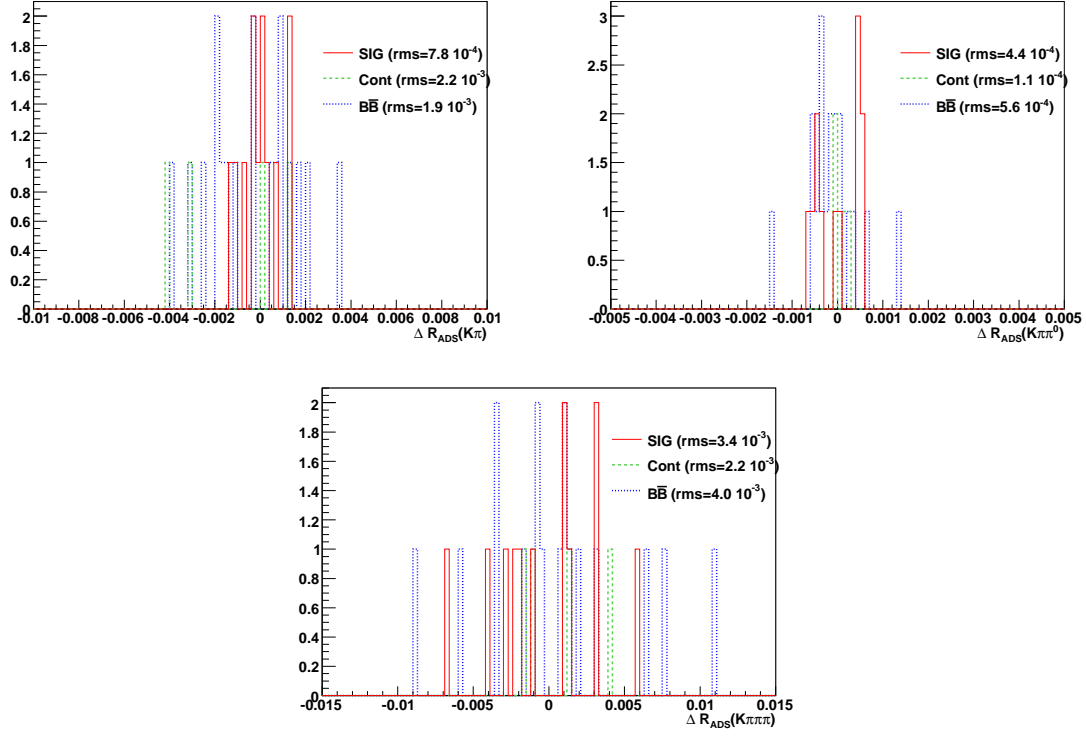 2
1.8
1.6
1.4
1.2
1
0.8
0.6
0.4
0.2
0
SIG (rms=7.8 10⁻⁴)
Cont (rms=2.2 10⁻³)
BB̅ (rms=1.9 10⁻³)
-0.01 -0.008 -0.006 -0.004 -0.002 0 0.002 0.004 0.006 0.008 0.01
Δ R_ADS(Kπ)
3
2.5
2
1.5
1
0.5
0
SIG (rms=4.4 10⁻⁴)
Cont (rms=1.1 10⁻⁴)
BB̅ (rms=5.6 10⁻⁴)
-0.005 -0.004 -0.003 -0.002 -0.001 0 0.001 0.002 0.003 0.004 0.005
Δ R_ADS(Kππ⁰)
2
1.8
1.6
1.4
1.2
1
0.8
0.6
0.4
0.2
0
SIG (rms=3.4 10⁻³)
Cont (rms=2.2 10⁻³)
BB̅ (rms=4.0 10⁻³)
-0.015 -0.01 -0.005 0 0.005 0.01 0.015
Δ R_ADS(Kπππ)